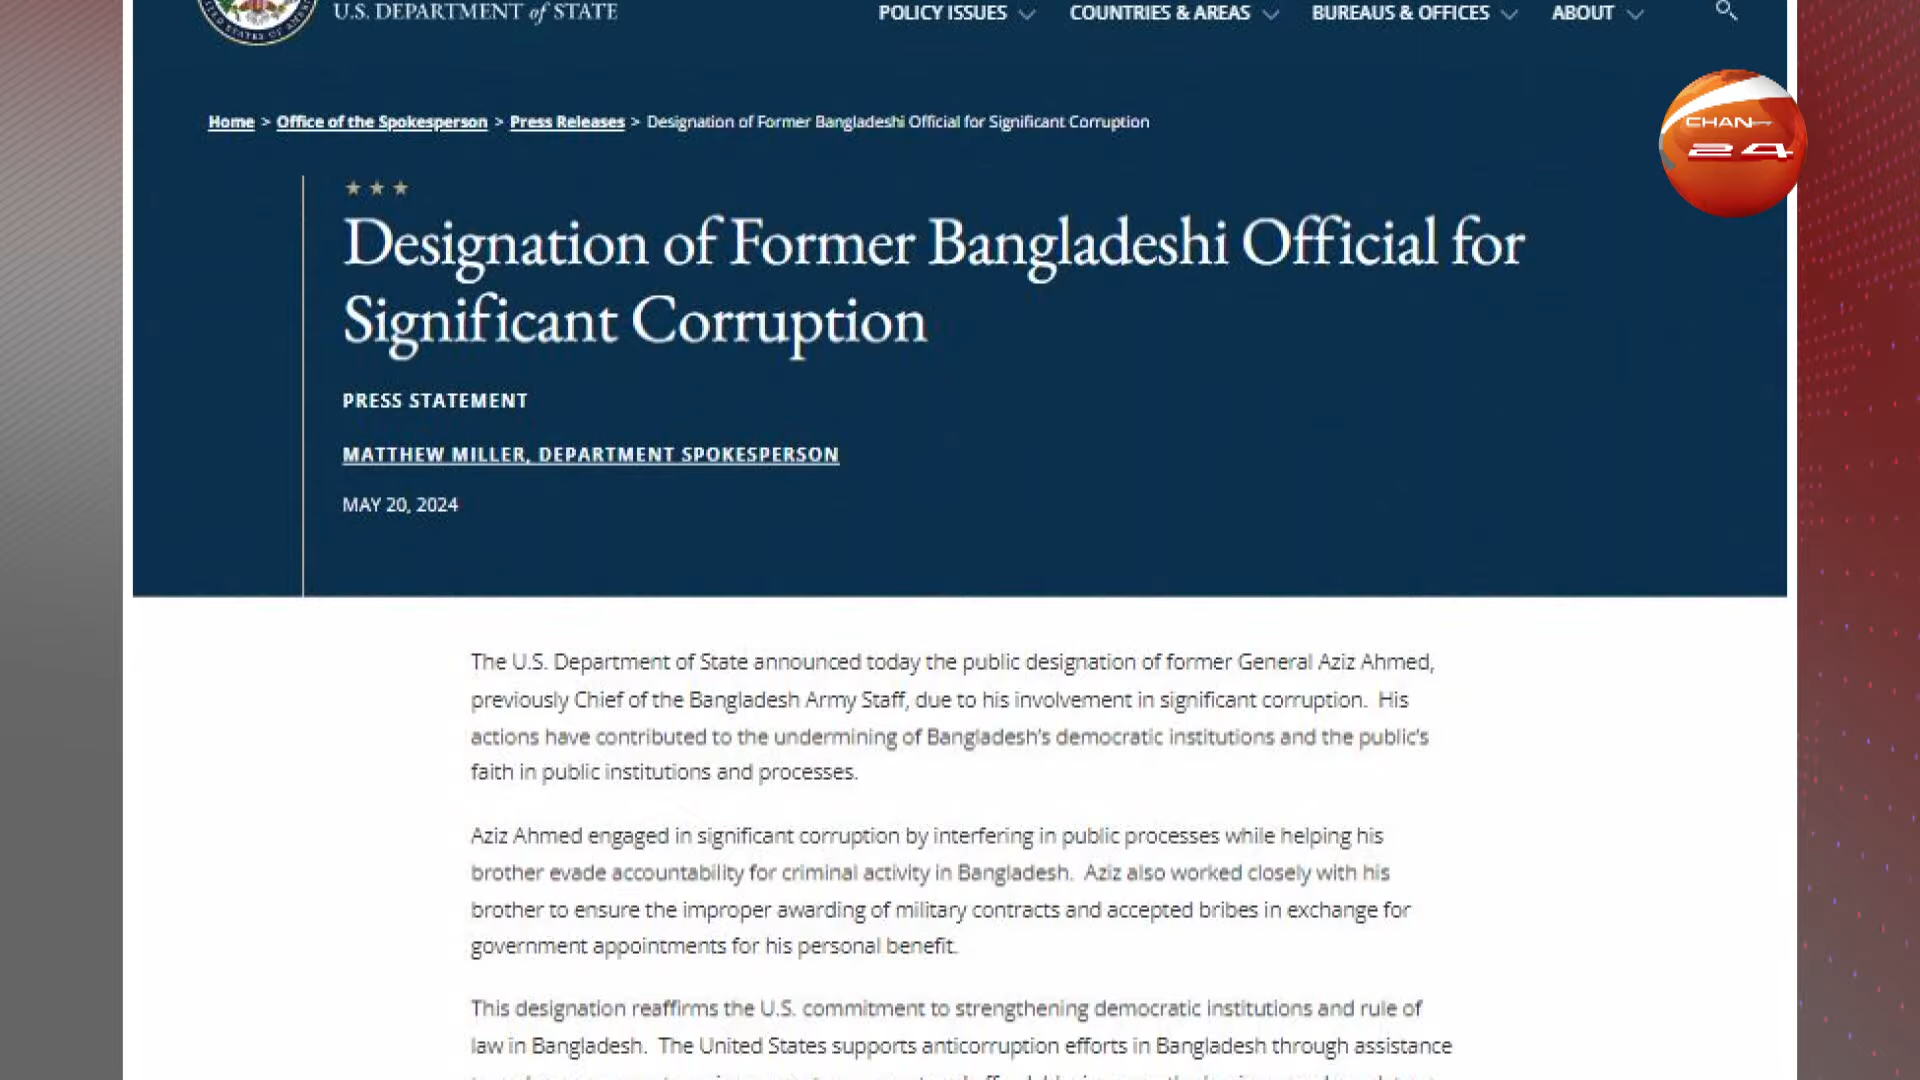 U.S. DEPARTMENT of STATE
POLICY ISSUES
COUNTRIES & AREAS
BUREAUS & OFFICES
ABOUT
CHAN
24
Home > Office of the Spokesperson > Press Releases > Designation of Former Bangladeshi Official for Significant Corruption
Designation of Former Bangladeshi Official for
Significant Corruption
PRESS STATEMENT
MATTHEW MILLER, DEPARTMENT SPOKESPERSON
MAY 20, 2024
The U.S. Department of State announced today the public designation of former General Aziz Ahmed,
previously Chief of the Bangladesh Army Staff, due to his involvement in significant corruption. His
actions have contributed to the undermining of Bangladesh's democratic institutions and the public's
faith in public institutions and processes.
Aziz Ahmed engaged in significant corruption by interfering in public processes while helping his
brother evade accountability for criminal activity in Bangladesh. Aziz also worked closely with his
brother to ensure the improper awarding of military contracts and accepted bribes in exchange for
government appointments for his personal benefit.
This designation reaffirms the U.S. commitment to strengthening democratic institutions and rule of
law in Bangladesh. The United States supports anticorruption efforts in Bangladesh through assistance